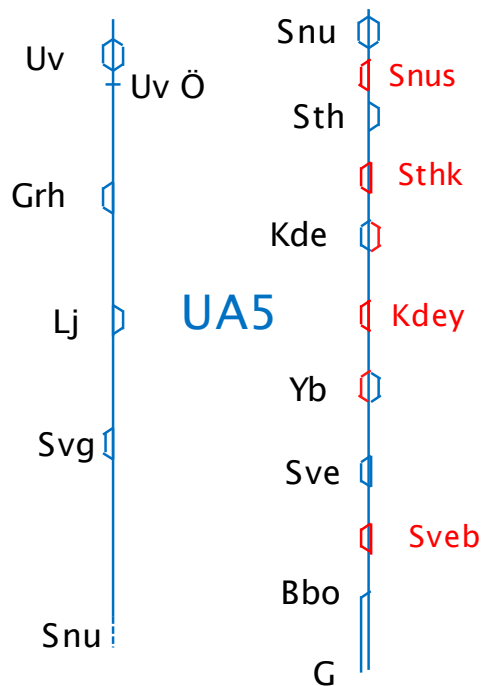 Uv
Uv Ö
Grh
Lj
Svg
Snu
UA5
Snu
Snus
Sth
Sthk
Kde
Kdey
Yb
Sve
Sveb
Bbo
G